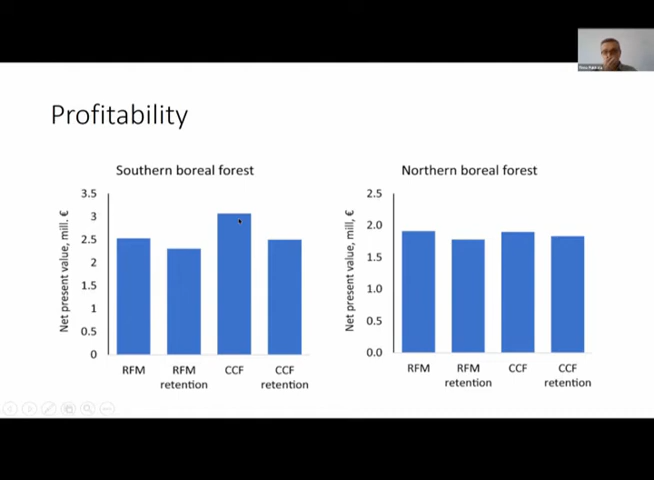 Profitability
Southern boreal forest
Net present value, mill. €
3.5
3
2.5
2
1.5
1
0.5
0
RFM
RFM retention
CCF
CCF retention
Northern boreal forest
Net present value, mill, €
2.5
2.0
1.5
1.0
0.5
0.0
RFM
RFM retention
CCF
CCF retention